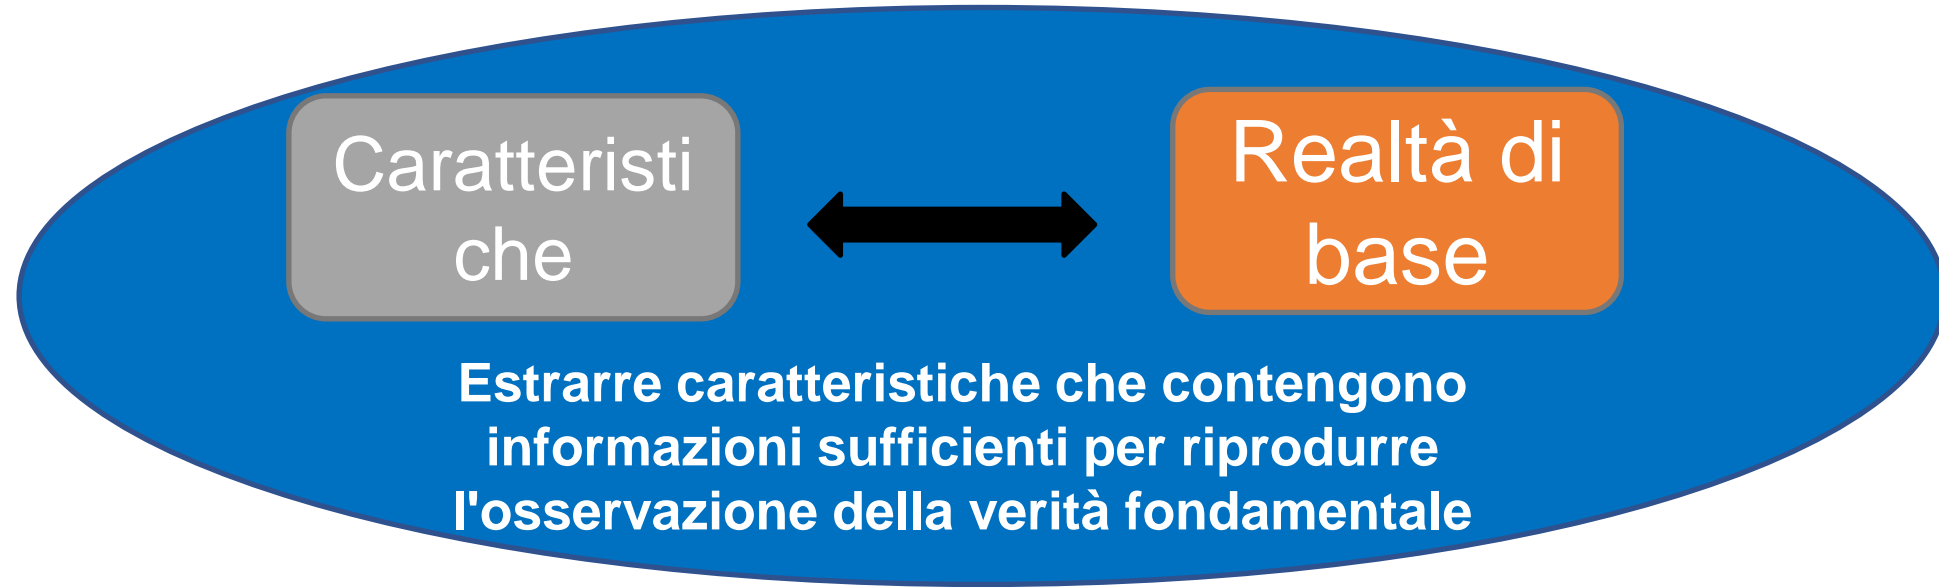 Caratteristi
che
Realtà di
base
Estrarre caratteristiche che contengono
informazioni sufficienti per riprodurre
l'osservazione della verità fondamentale